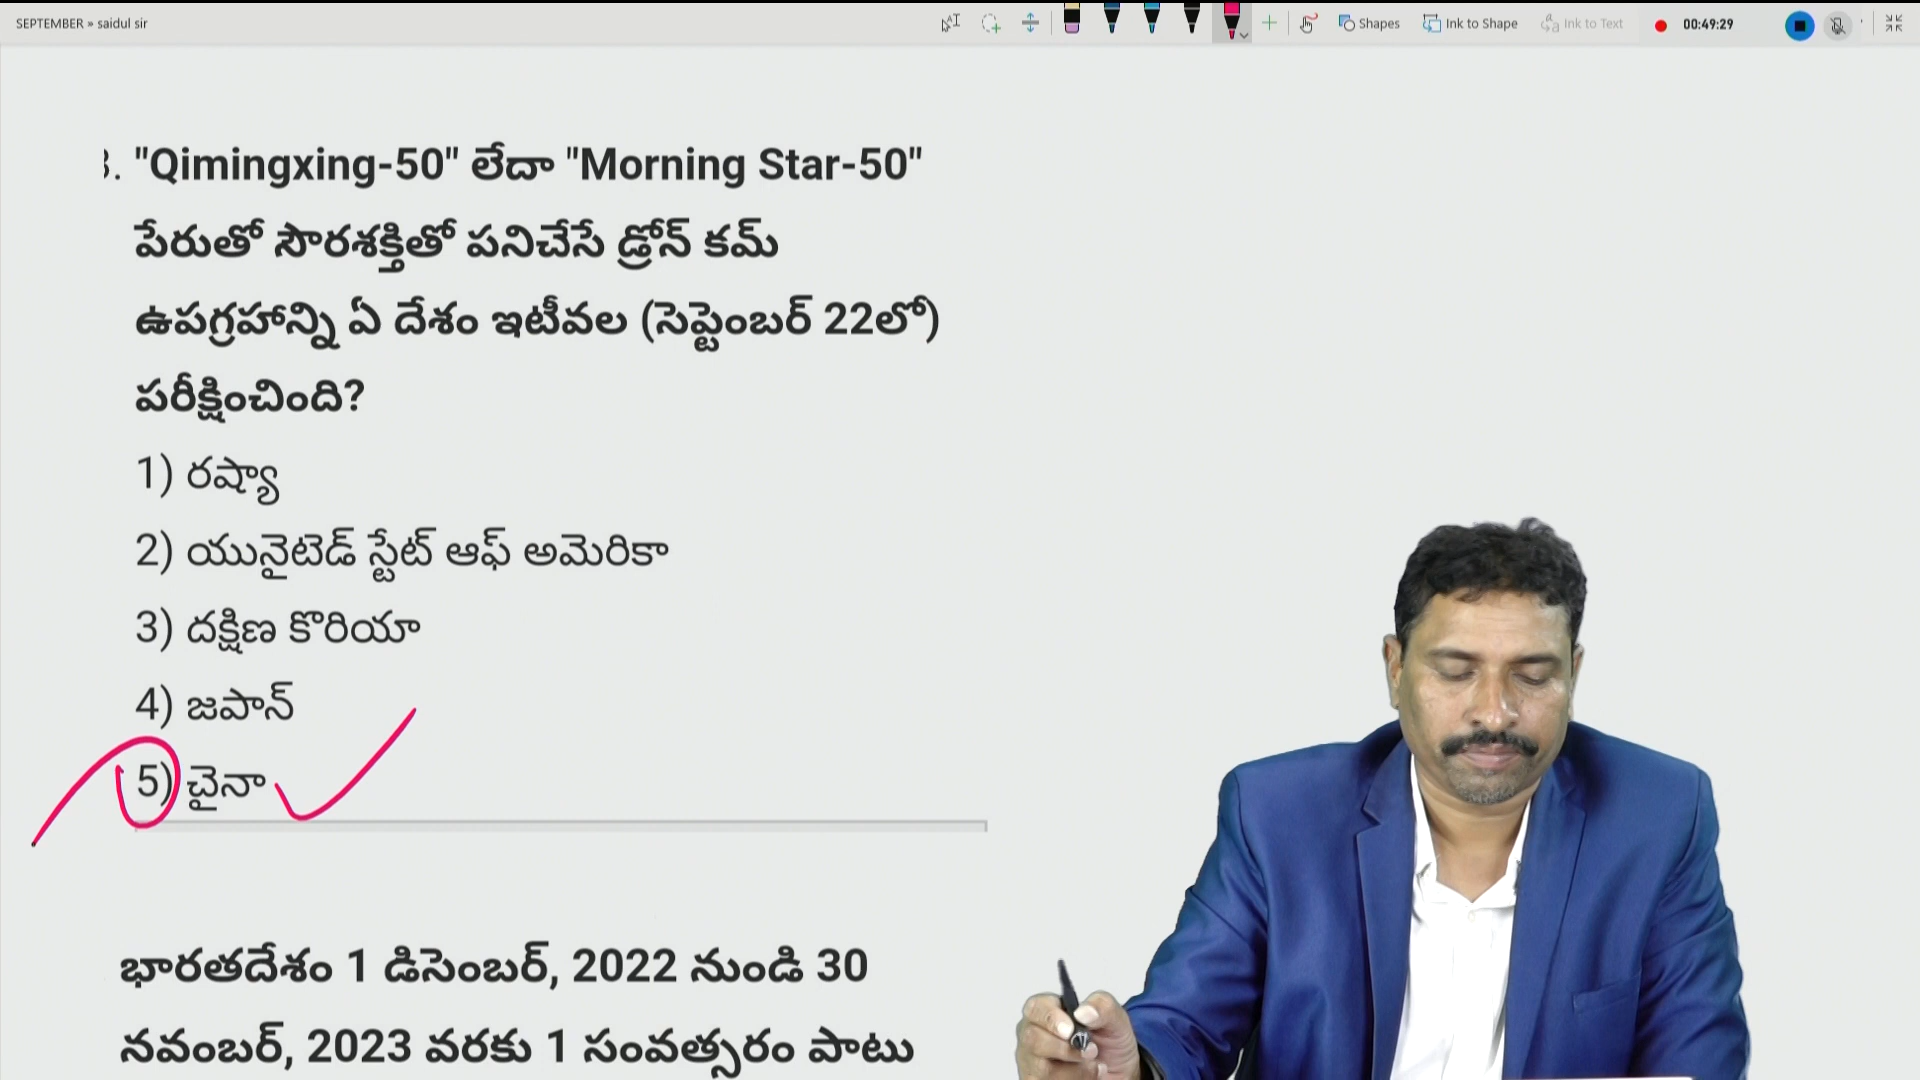 SEPTEMBER » saidul sir
Shapes
Ink to Shape
Ink to Text
00:49:29
3. "Qimingxing-50" లేదా "Morning Star-50"
పేరుతో సౌరశక్తితో పనిచేసే డ్రోన్ కమ్
ఉపగ్రహాన్ని ఏ దేశం ఇటీవల (సెప్టెంబర్ 22లో)
పరీక్షించింది?
1) రష్యా
2) యునైటెడ్ స్టేట్ ఆఫ్ అమెరికా
3) దక్షిణ కొరియా
4) జపాన్
5) చైనా
భారతదేశం 1 డిసెంబర్, 2022 నుండి 30
నవంబర్, 2023 వరకు 1 సంవత్సరం పాటు